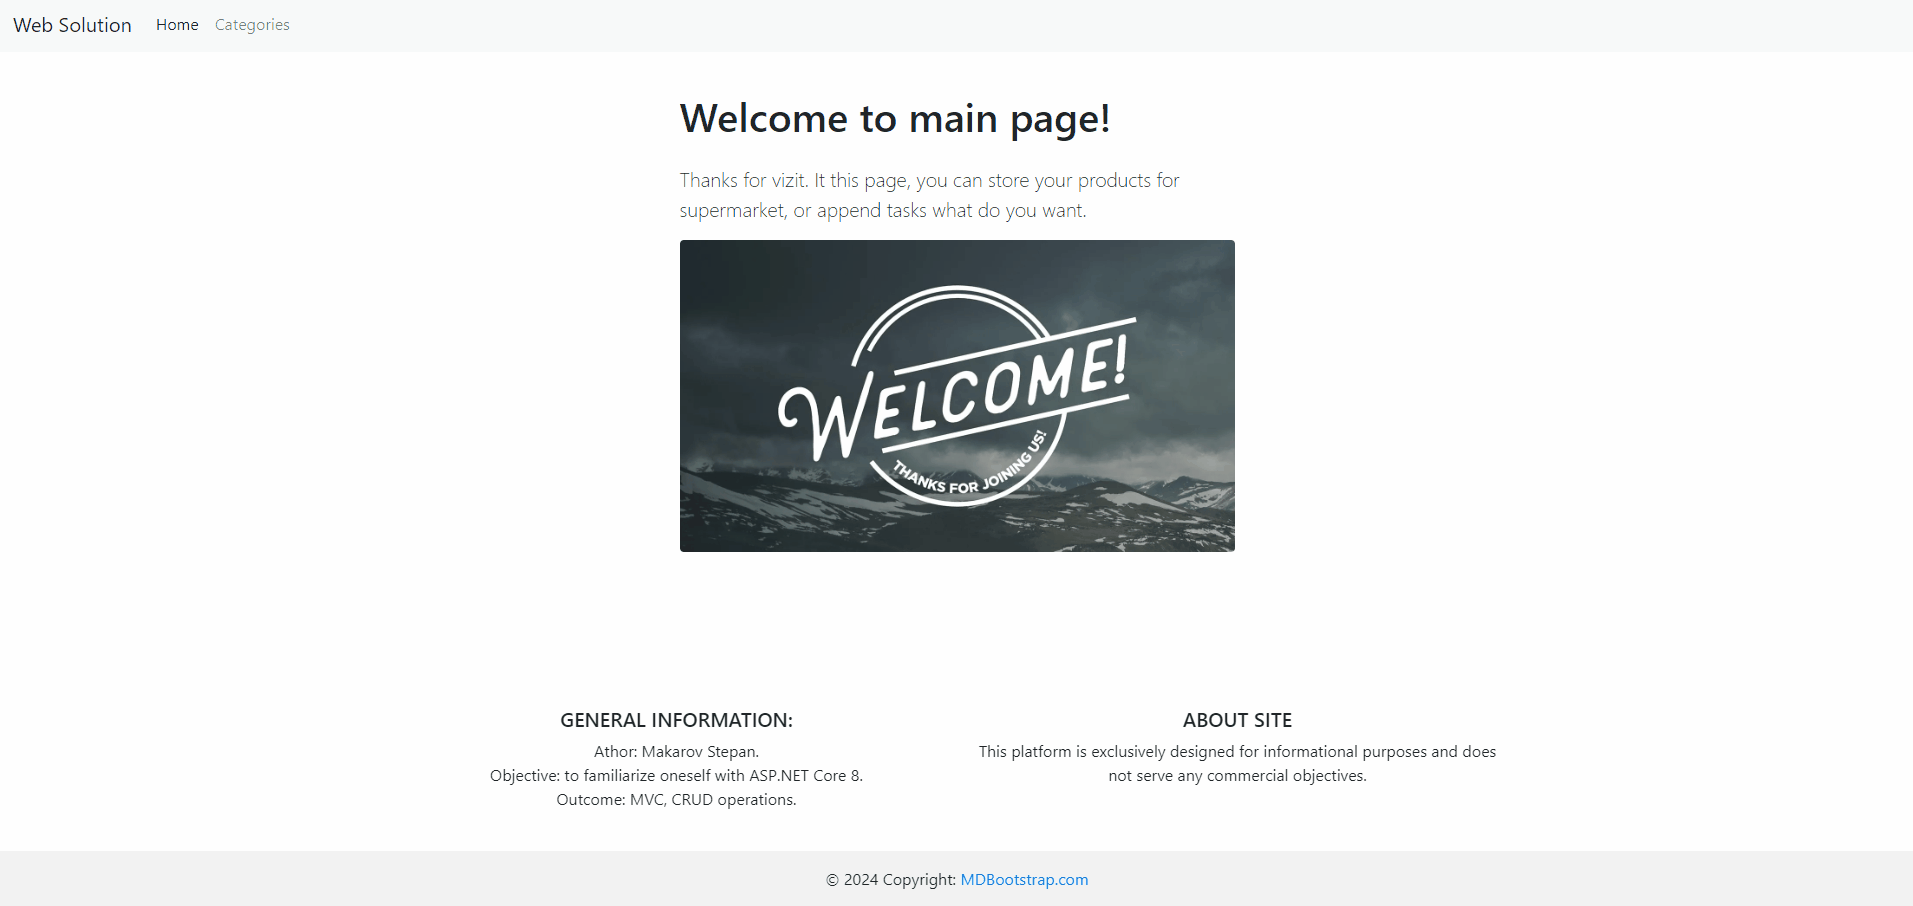 Web Solution Home Categories
Welcome to main page!
Thanks for vizit. It this page, you can store your products for
supermarket, or append tasks what do you want.
WELCOME!
THANKS FOR JOINING US!
GENERAL INFORMATION:
Athor: Makarov Stepan.
Objective: to familiarize oneself with ASP.NET Core 8.
Outcome: MVC, CRUD operations.
ABOUT SITE
This platform is exclusively designed for informational purposes and does
not serve any commercial objectives.
© 2024 Copyright: MDBootstrap.com